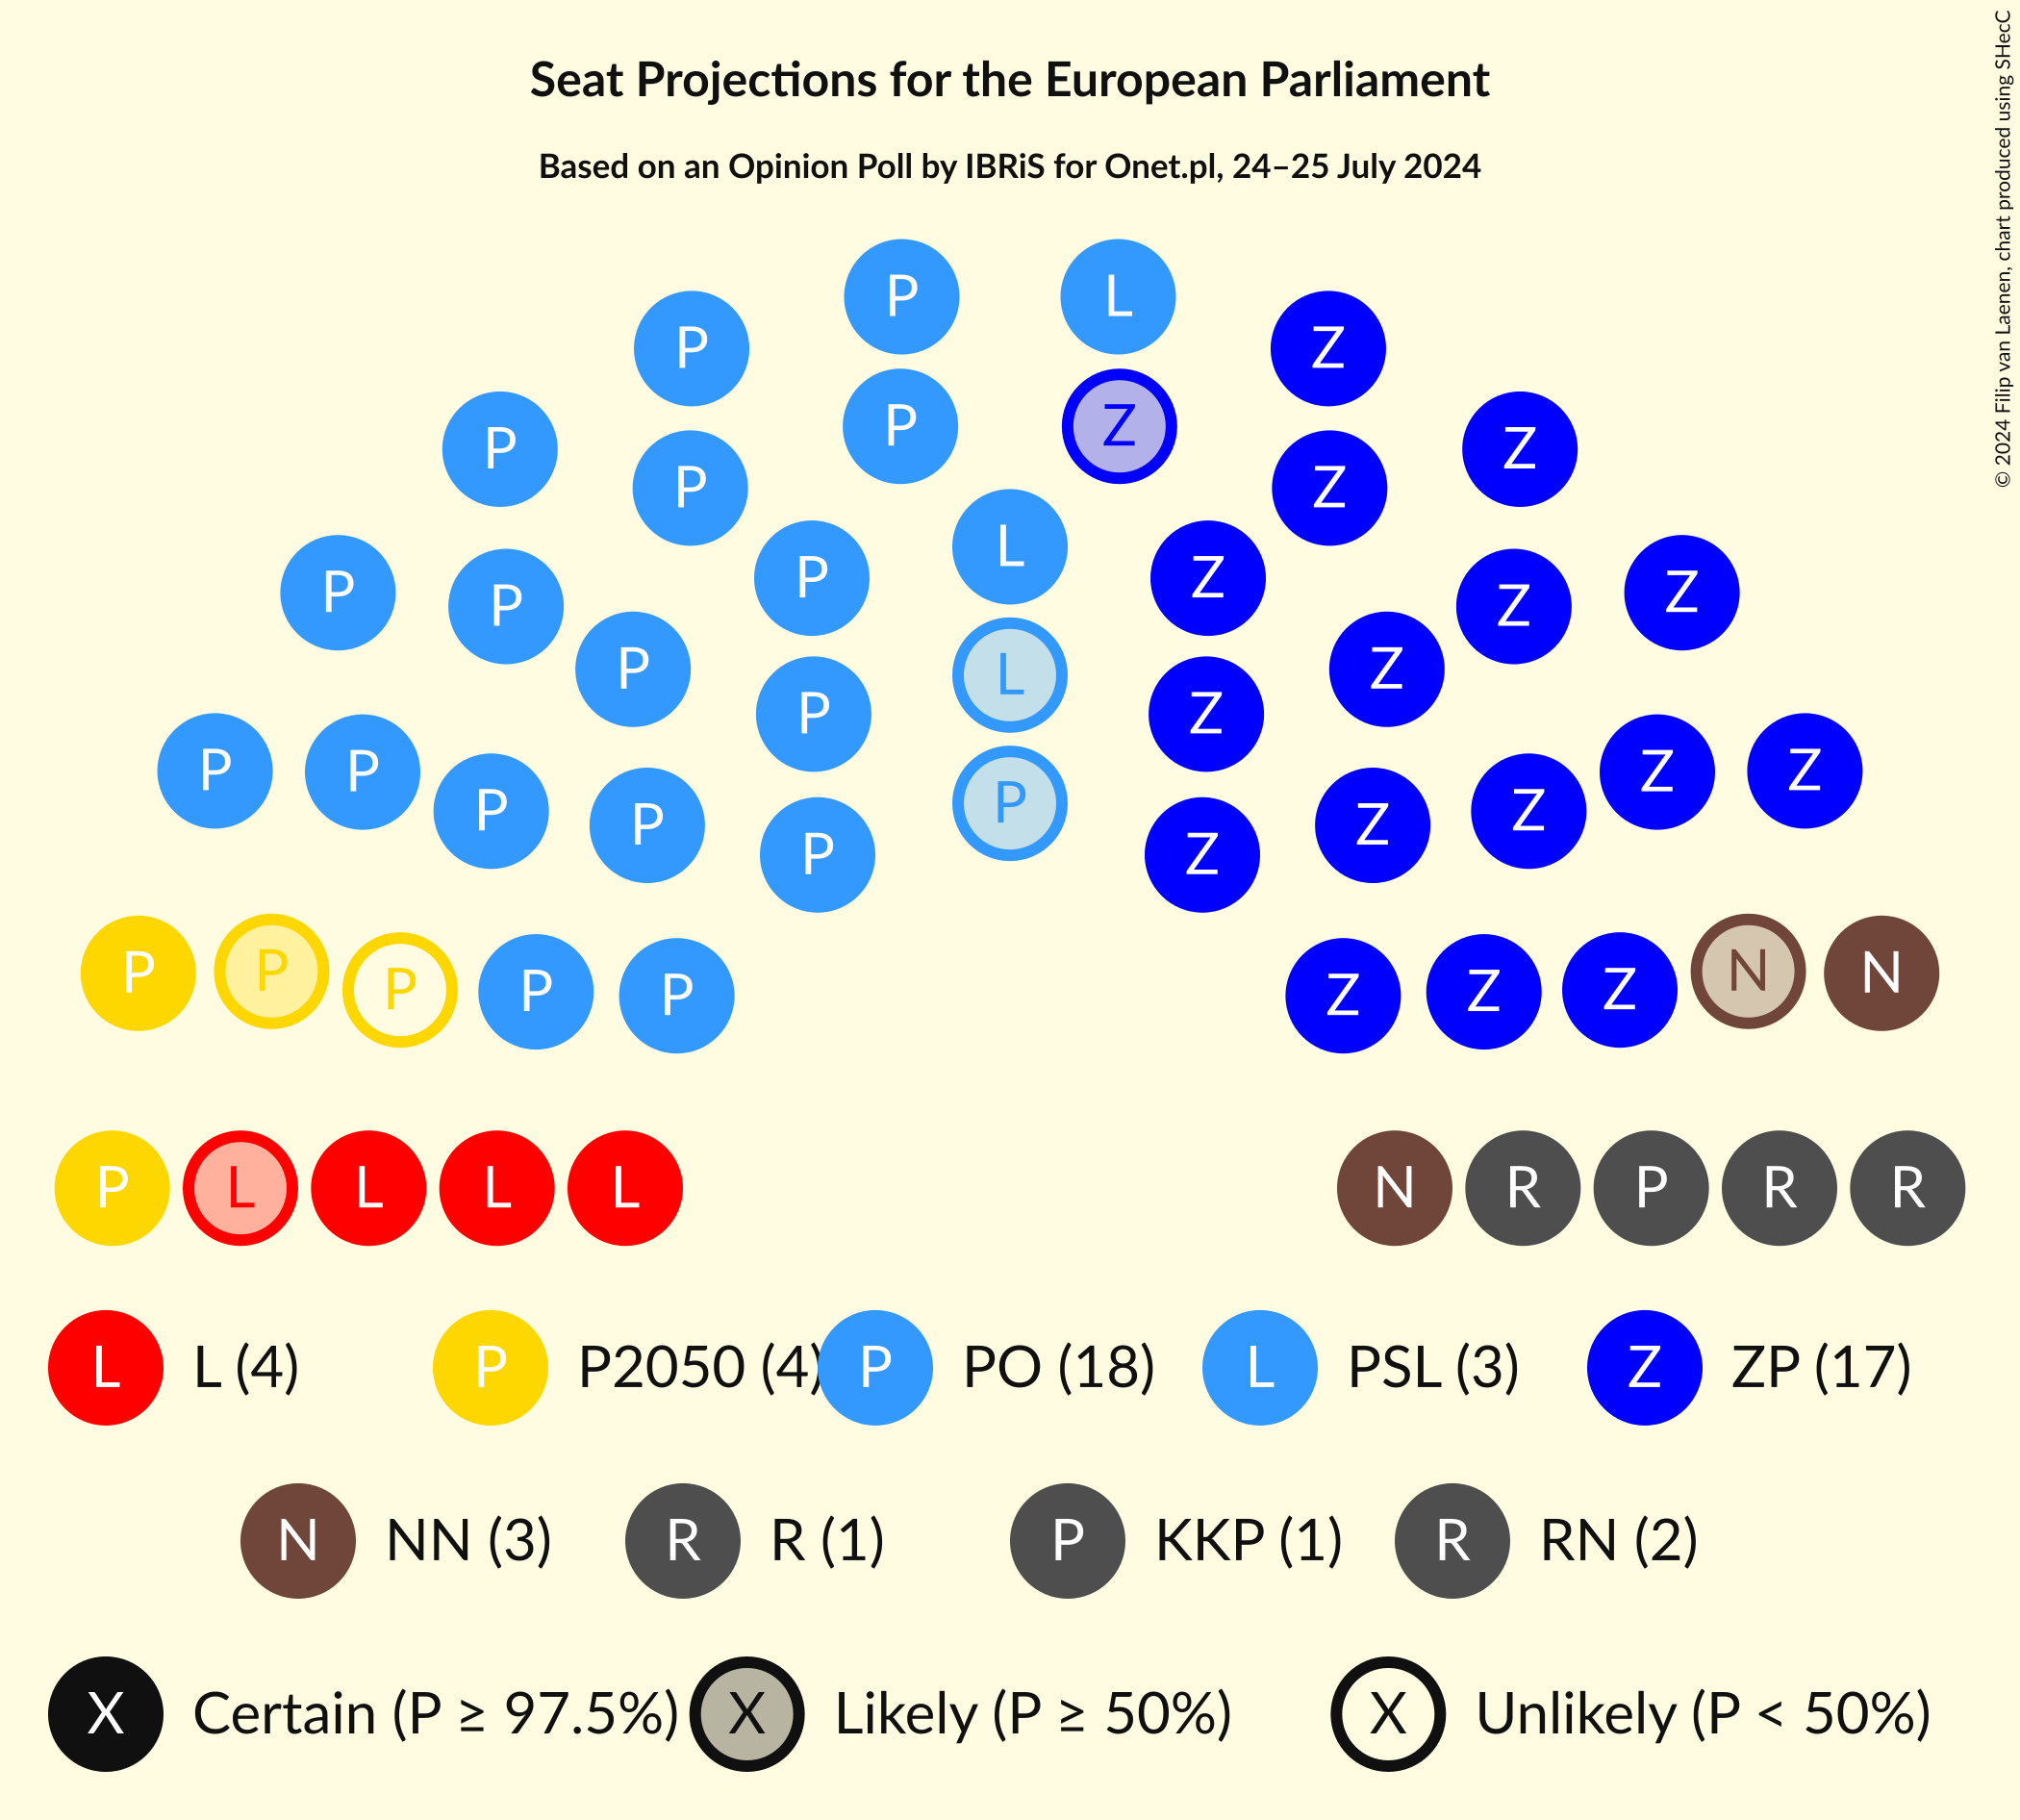 Seat Projections for the European Parliament
Based on an Opinion Poll by IBRiS for Onet.pl, 24–25 July 2024
© 2024 Filip van Laenen, chart produced using SHecC
P L
P Z
P Z
P Z
P Z
P Z
L
P Z
P Z P Z
P Z
L
P Z
P P Z Z
P
P Z
P Z
P Z
P P N N
P P P Z Z Z
P L L L L N R P R R
L L (4) P P2050 (4) P PO (18) L PSL (3) Z ZP (17)
N NN (3) R R (1) P KKP (1) R RN (2)
X Certain (P ≥ 97.5%) X Likely (P ≥ 50%) X Unlikely (P < 50%)